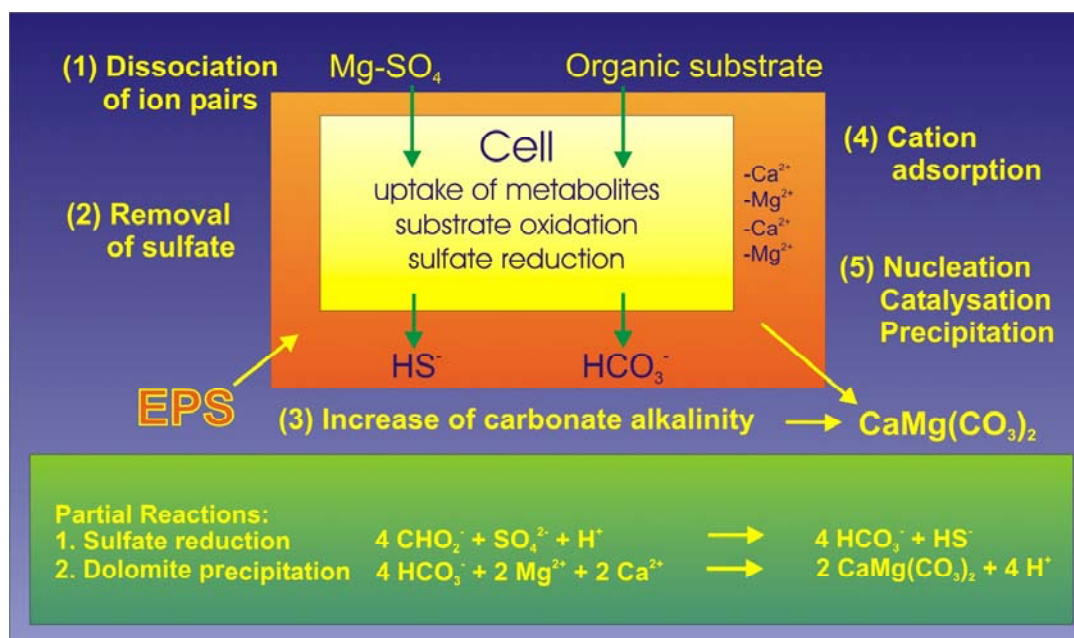 (1) Dissociation
of ion pairs
Mg-SO₄
Organic substrate
Cell
uptake of metabolites
substrate oxidation
sulfate reduction
(2) Removal
of sulfate
-Ca²⁺
-Mg²⁺
-Ca²⁺
-Mg²⁺
(4) Cation
adsorption
(5) Nucleation
Catalysation
Precipitation
HS⁻
HCO₃⁻
EPS
(3) Increase of carbonate alkalinity
CaMg(CO₃)₂
Partial Reactions:
1. Sulfate reduction 4 CHO₂⁻ + SO₄²⁻ + H⁺ → 4 HCO₃⁻ + HS⁻
2. Dolomite precipitation 4 HCO₃⁻ + 2 Mg²⁺ + 2 Ca²⁺ → 2 CaMg(CO₃)₂ + 4 H⁺